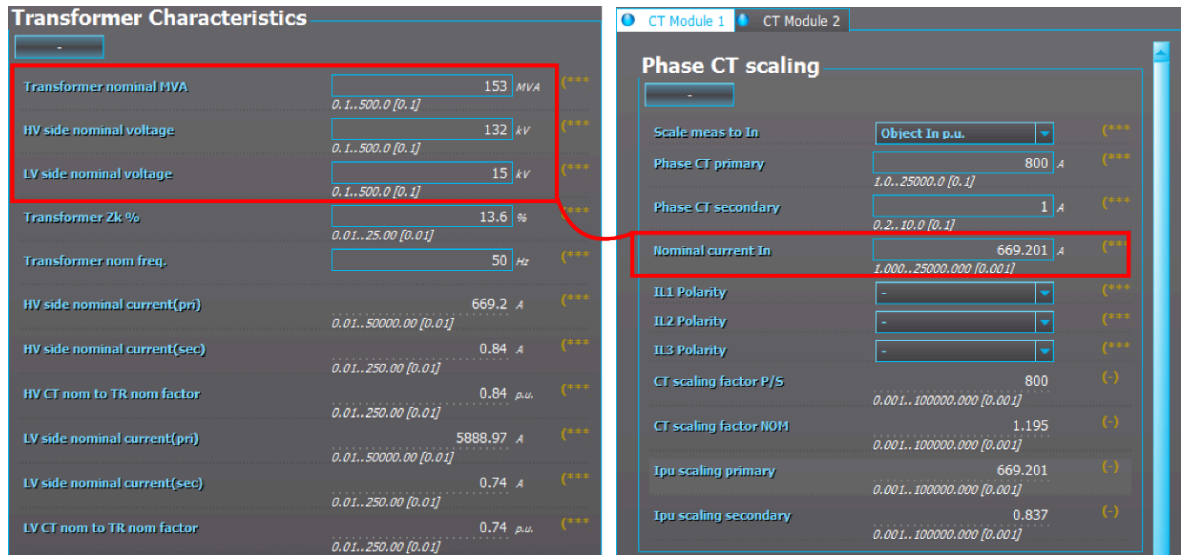 Transformer Characteristics
-
Transformer nominal MVA 153 MVA (***
0.1..500.0 [0.1]
HV side nominal voltage 132 kV (***
0.1..500.0 [0.1]
LV side nominal voltage 15 kV (***
0.1..500.0 [0.1]
Transformer Zk % 13.6 % (***
0.01..25.00 [0.01]
Transformer nom freq. 50 Hz (***
HV side nominal current(pri) 669.2 A (***
0.01..50000.00 [0.01]
HV side nominal current(sec) 0.84 A (***
0.01..250.00 [0.01]
HV CT nom to TR nom factor 0.84 p.u. (***
0.01..250.00 [0.01]
LV side nominal current(pri) 5888.97 A (***
0.01..50000.00 [0.01]
LV side nominal current(sec) 0.74 A (***
0.01..250.00 [0.01]
LV CT nom to TR nom factor 0.74 p.u. (***
0.01..250.00 [0.01]
CT Module 1 CT Module 2
Phase CT scaling
-
Scale meas to In Object In p.u. (***
Phase CT primary 800 A (***
1.0..25000.0 [0.1]
Phase CT secondary 1 A (***
0.2..10.0 [0.1]
Nominal current In 669.201 A (***
1.000..25000.000 [0.001]
IL1 Polarity - (***
IL2 Polarity - (***
IL3 Polarity - (***
CT scaling factor P/S 800 (-)
0.001..100000.000 [0.001]
CT scaling factor NOM 1.195 (-)
0.001..100000.000 [0.001]
Ipu scaling primary 669.201 (-)
0.001..100000.000 [0.001]
Ipu scaling secondary 0.837 (-)
0.001..100000.000 [0.001]